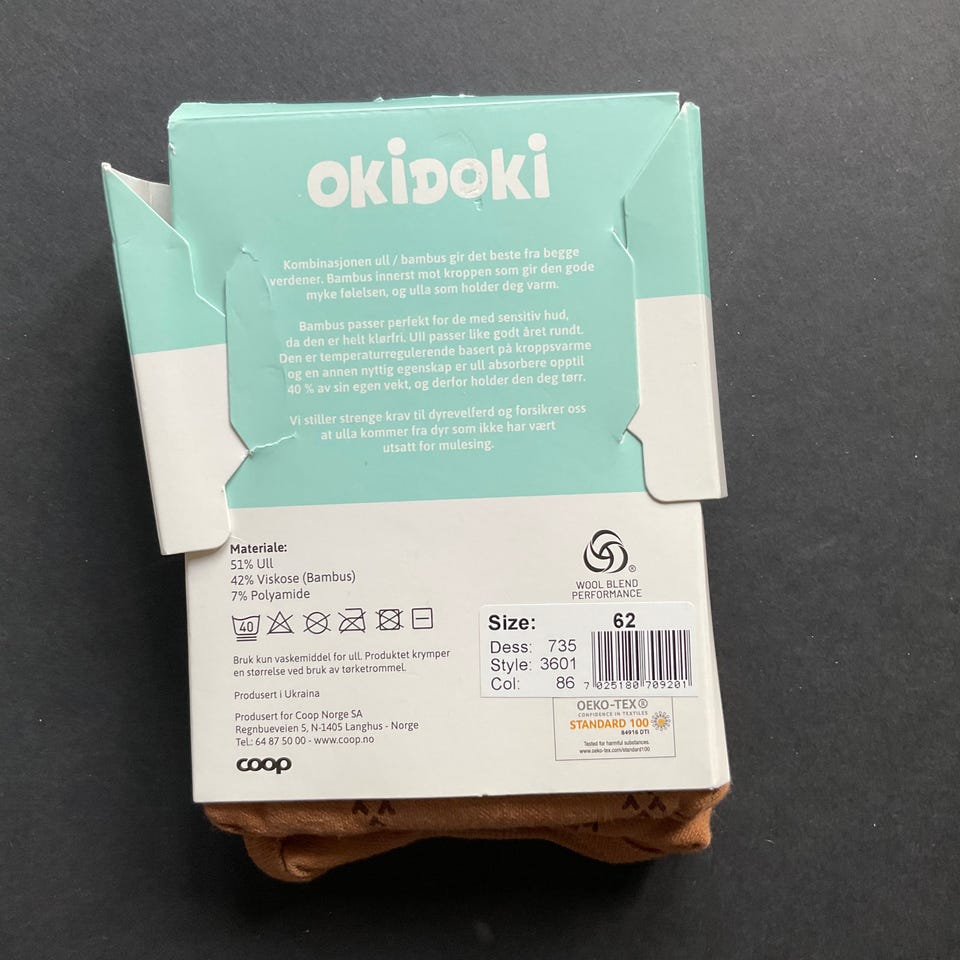 OKIDOKI
Kombinasjonen ull / bambus gir det beste fra begge
verdener. Bambus innerst mot kroppen som gir den gode
myke følelsen, og ulla som holder deg varm.
Bambus passer perfekt for de med sensitiv hud,
da den er helt kløfri. Ull passer like godt året rundt.
Den er temperaturregulerende basert på kroppsvarme
og en annen nyttig egenskap er ull absorbere opptil
40 % av sin egen vekt, og derfor holder den deg tørr.
Vi stiller strenge krav til dyrevelferd og forsikrer oss
at ulla kommer fra dyr som ikke har vært
utsatt for mulesing.
Materiale:
51% Ull
42% Viskose (Bambus)
7% Polyamide
40
Bruk kun vaskemiddel for ull. Produktet krymper
en størrelse ved bruk av tørketrommel.
Produsert i Ukraina
Produsert for Coop Norge SA
Regnbueveien 5, N-1405 Langhus - Norge
Tel.: 64 87 50 00 - www.coop.no
coop
®
WOOL BLEND
PERFORMANCE
Size: 62
Dess: 735
Style: 3601
Col: 86
7 025180 709201
OEKO-TEX®
CONFIDENCE IN TEXTILES
STANDARD 100
84916 DTI
Tested for harmful substances.
www.oeko-tex.com/standard100